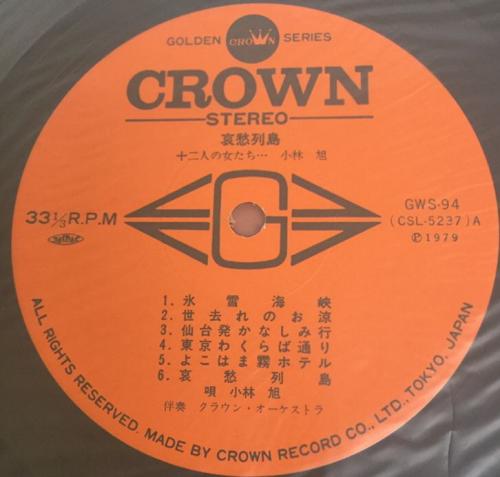 GOLDEN CROWN SERIES
CROWN
STEREO
哀愁列島
十二人の女たち… 小林 旭
33 1/3 R.P.M
GWS-94
(CSL-5237)A
Ⓟ1979
1. 氷雪海峡
2. 世去れのお涼
3. 仙台発かなしみ行
4. 東京わくらば通り
5. よこはま霧ホテル
6. 哀愁列島
唄 小林 旭
伴奏 クラウン・オーケストラ
ALL RIGHTS RESERVED. MADE BY CROWN RECORD CO., LTD., TOKYO, JAPAN